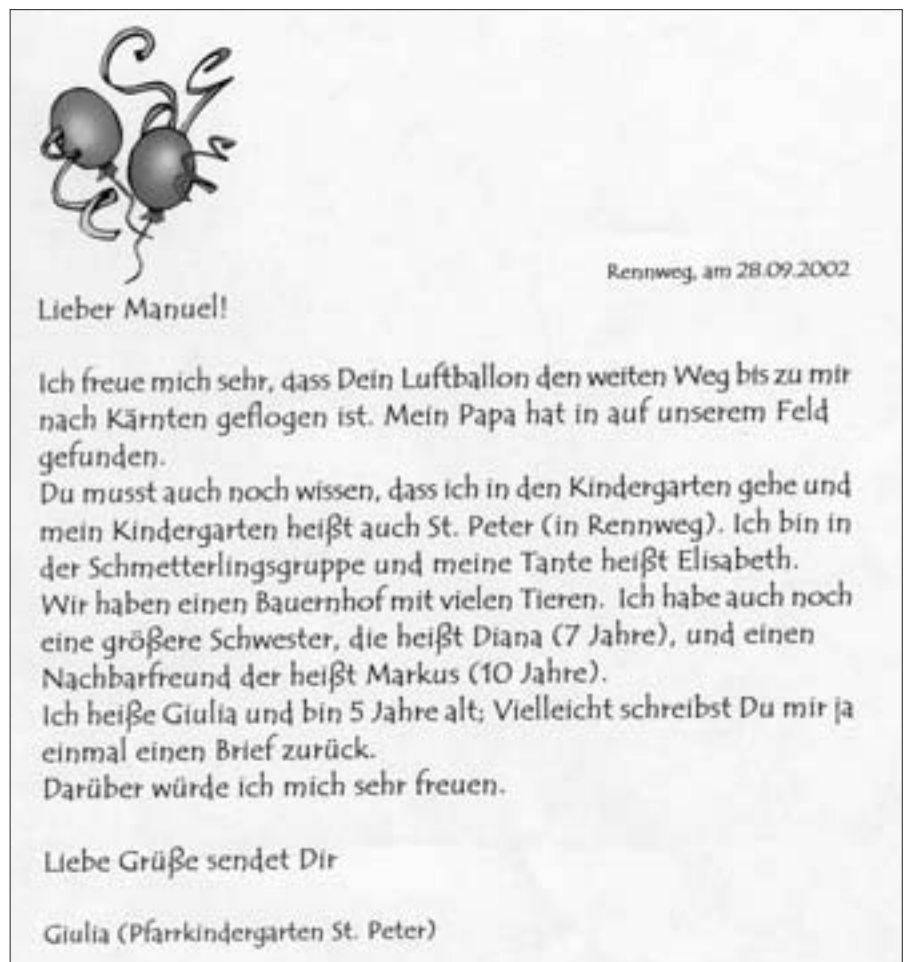 Rennweg, am 28.09.2002
Lieber Manuel!
Ich freue mich sehr, dass Dein Luftballon den weiten Weg bis zu mir
nach Kärnten geflogen ist. Mein Papa hat in auf unserem Feld
gefunden.
Du musst auch noch wissen, dass ich in den Kindergarten gehe und
mein Kindergarten heißt auch St. Peter (in Rennweg). Ich bin in
der Schmetterlingsgruppe und meine Tante heißt Elisabeth.
Wir haben einen Bauernhof mit vielen Tieren. Ich habe auch noch
eine größere Schwester, die heißt Diana (7 Jahre), und einen
Nachbarfreund der heißt Markus (10 Jahre).
Ich heiße Giulia und bin 5 Jahre alt; Vielleicht schreibst Du mir ja
einmal einen Brief zurück.
Darüber würde ich mich sehr freuen.
Liebe Grüße sendet Dir
Giulia (Pfarrkindergarten St. Peter)